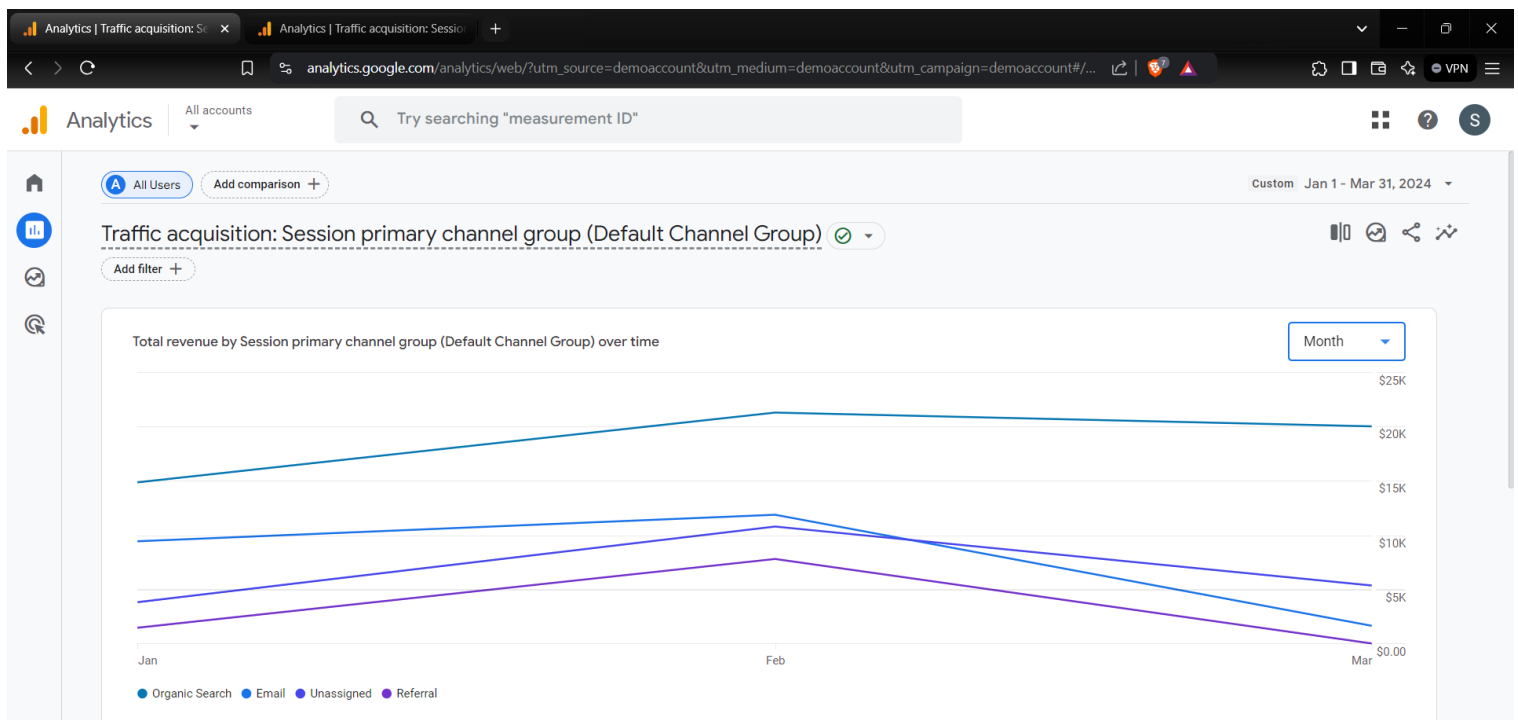 Analytics | Traffic acquisition: Se
Analytics | Traffic acquisition: Sessio
analytics.google.com/analytics/web/?utm_source=demoaccount&utm_medium=demoaccount&utm_campaign=demoaccount#/...
7
VPN
Analytics
All accounts
Try searching "measurement ID"
S
A All Users
Add comparison
Custom Jan 1 - Mar 31, 2024
Traffic acquisition: Session primary channel group (Default Channel Group)
Add filter
Total revenue by Session primary channel group (Default Channel Group) over time
Month
$25K
$20K
$15K
$10K
$5K
$0.00
Jan Feb Mar
Organic Search Email Unassigned Referral